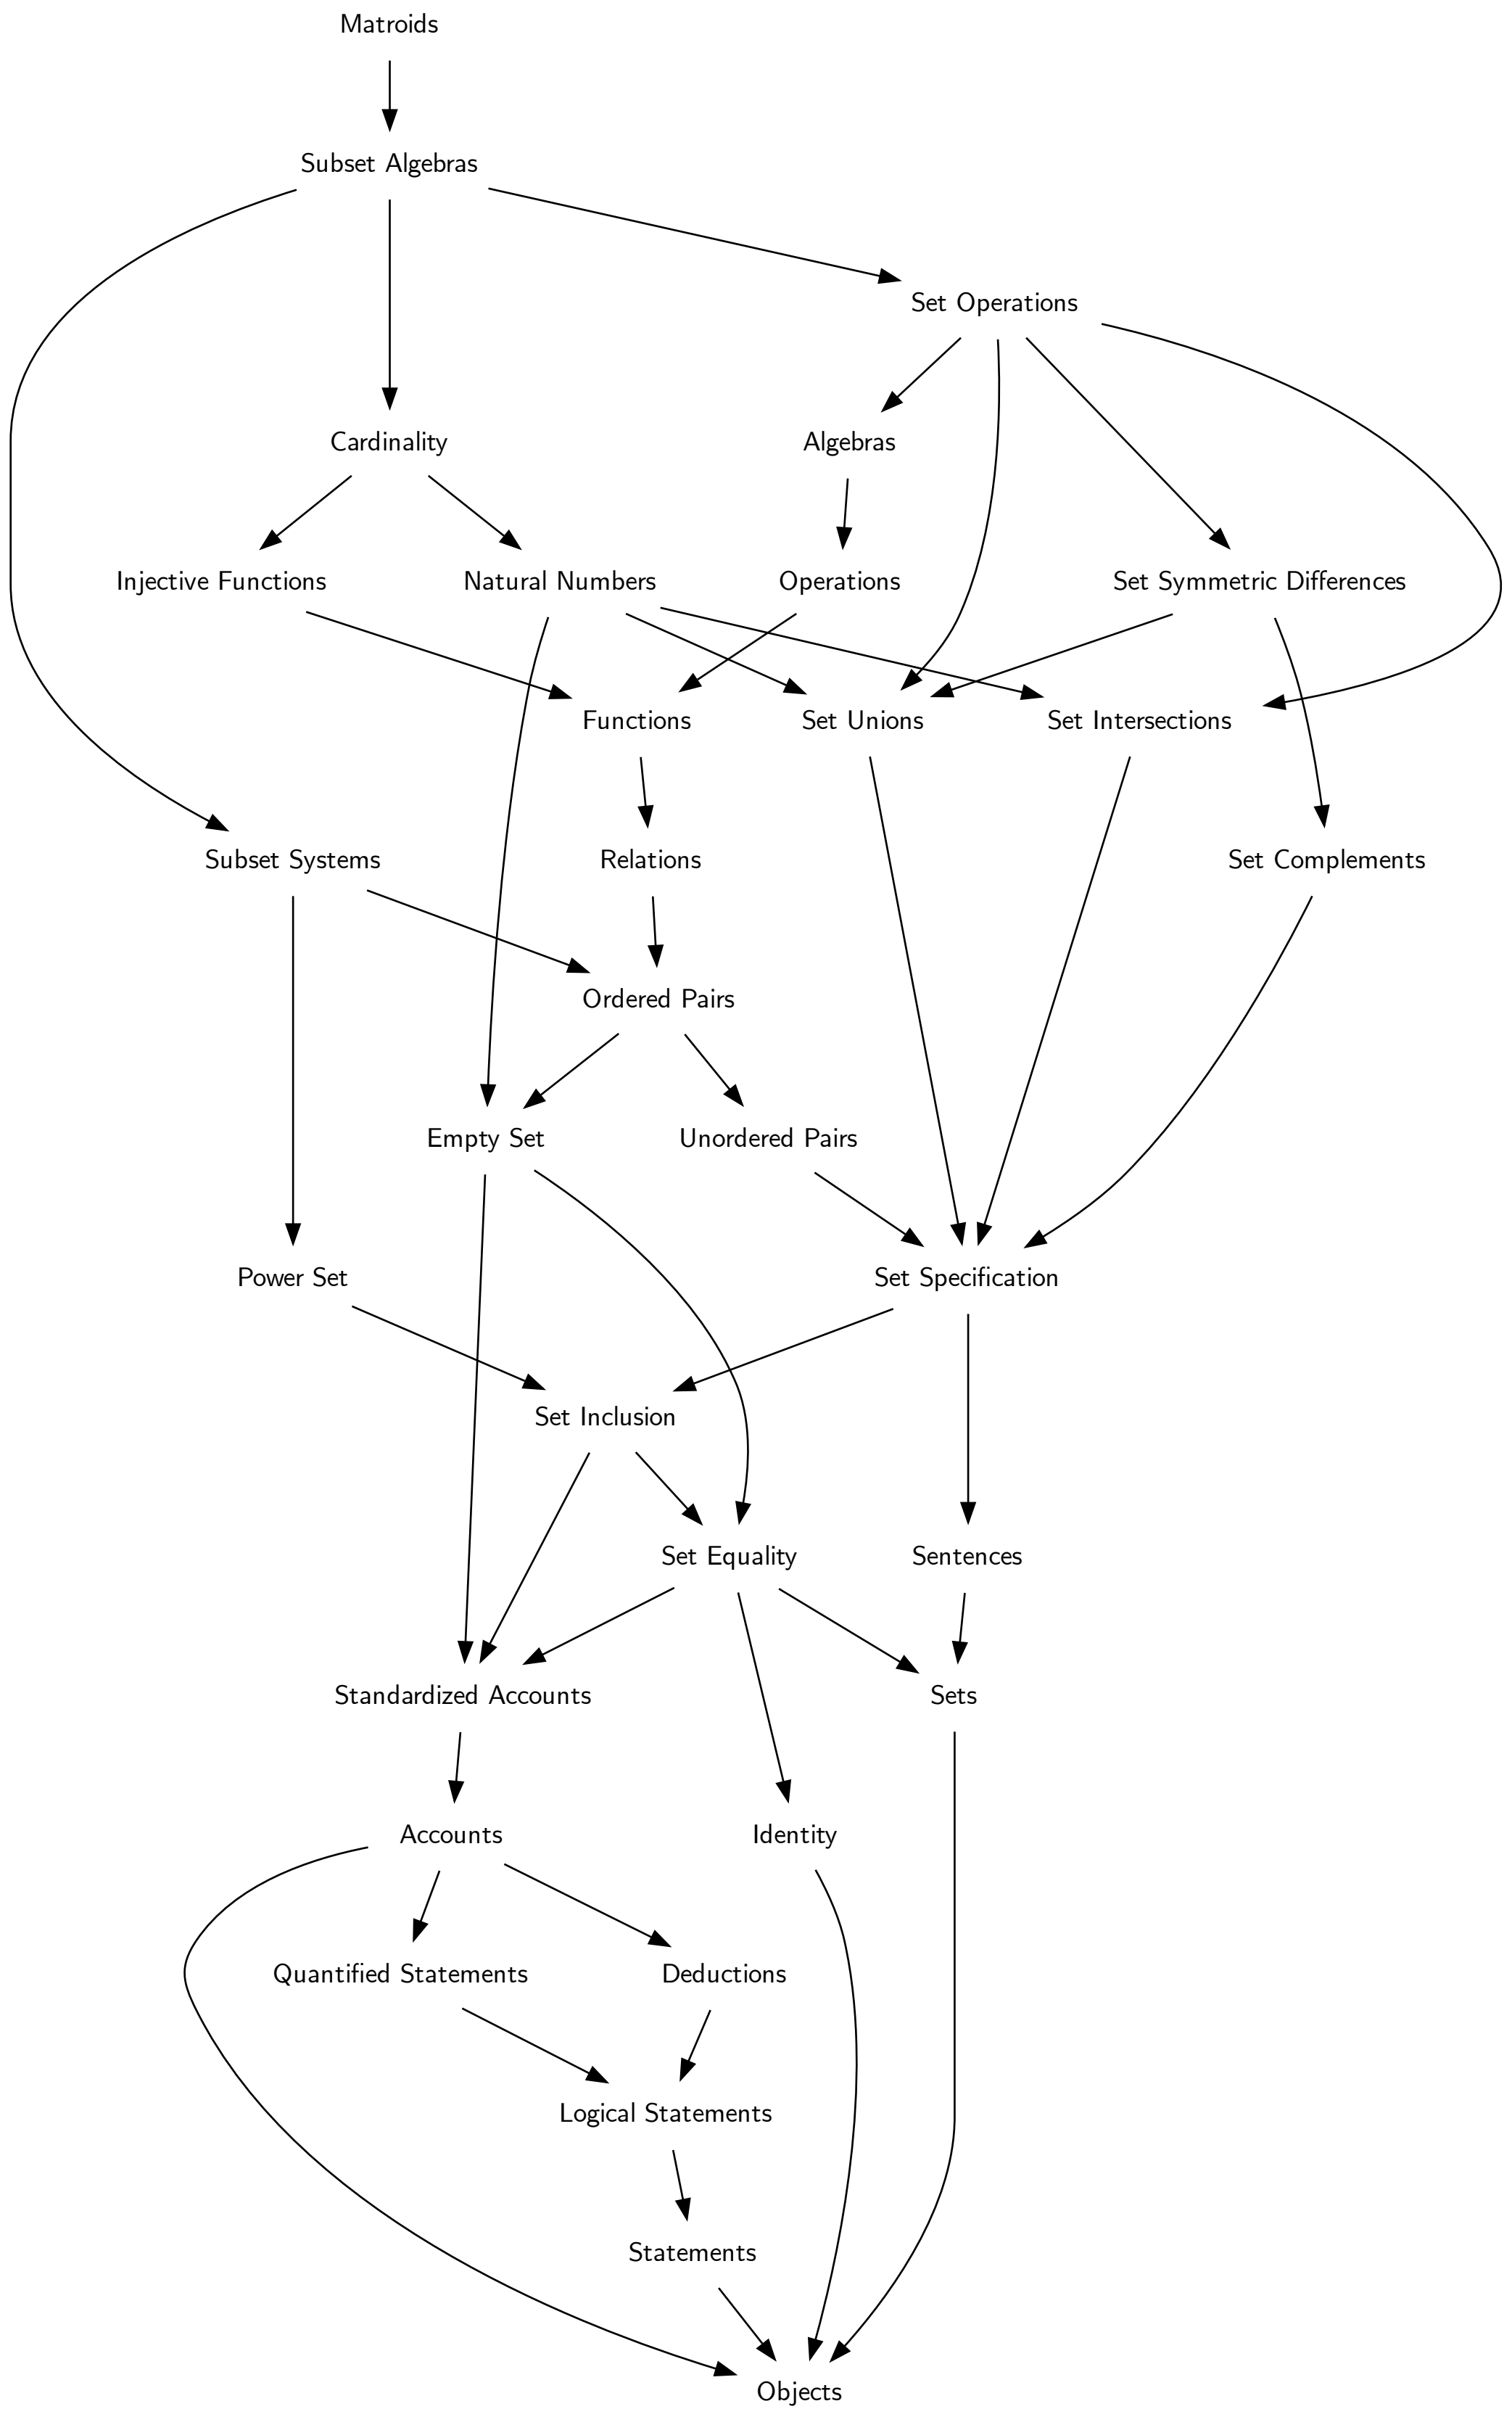 Matroids
Subset Algebras
Set Operations
Cardinality
Algebras
Injective Functions
Natural Numbers
Operations
Set Symmetric Differences
Functions
Set Unions
Set Intersections
Subset Systems
Relations
Set Complements
Ordered Pairs
Empty Set
Unordered Pairs
Power Set
Set Specification
Set Inclusion
Set Equality
Sentences
Standardized Accounts
Sets
Accounts
Identity
Quantified Statements
Deductions
Logical Statements
Statements
Objects